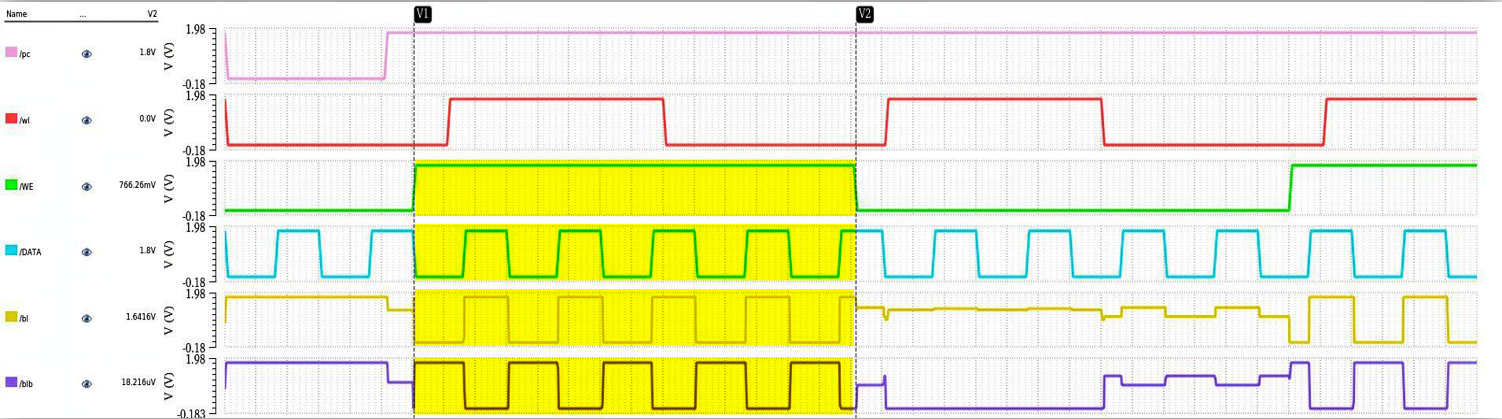 Name ... V2
V1 V2
/pc 1.8V V (V) 1.98 -0.18
/wl 0.0V V (V) 1.98 -0.18
/WE 766.26mV V (V) 1.98 -0.18
/DATA 1.8V V (V) 1.98 -0.18
/bl 1.6416V V (V) 1.98 -0.18
/blb 18.216uV V (V) 1.98 -0.183